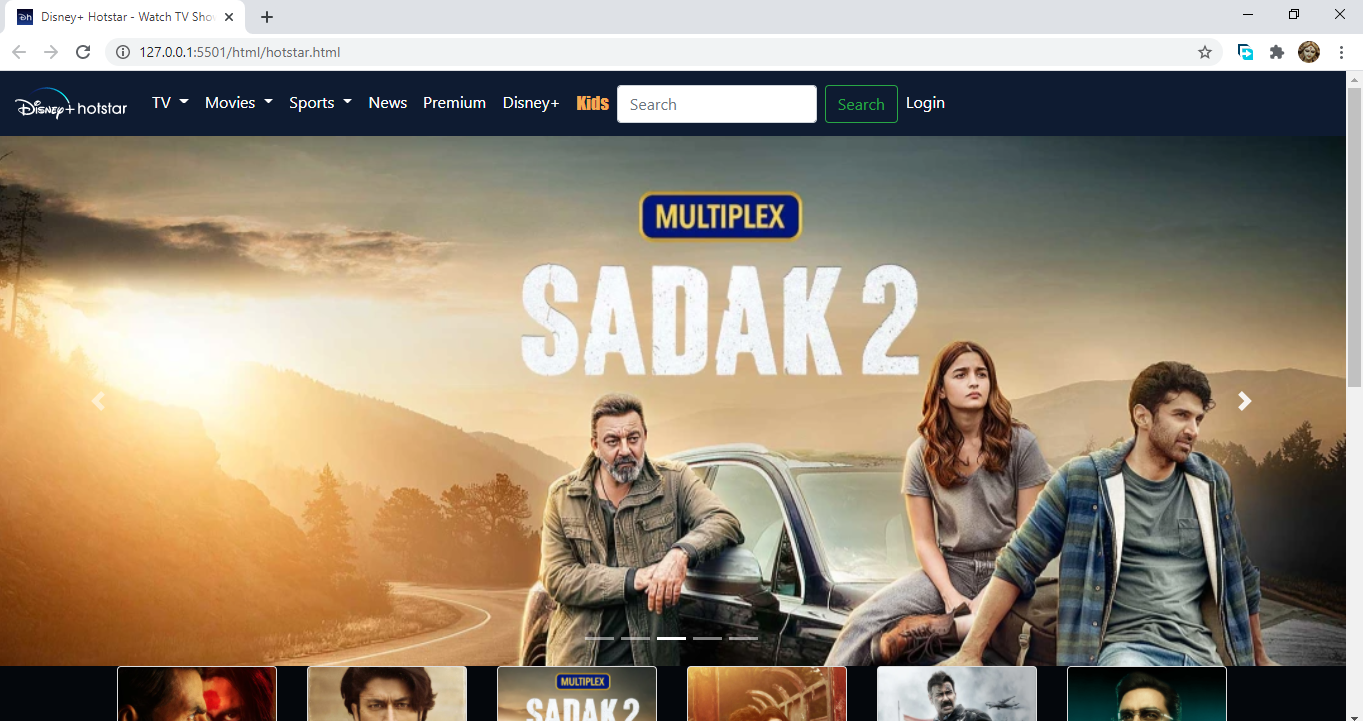 Disney+ Hotstar - Watch TV Sho
127.0.0.1:5501/html/hotstar.html
Disney+ hotstar TV Movies Sports News Premium Disney+ Kids Search Search Login
MULTIPLEX
SADAK 2
MULTIPLEX
SADAK 2